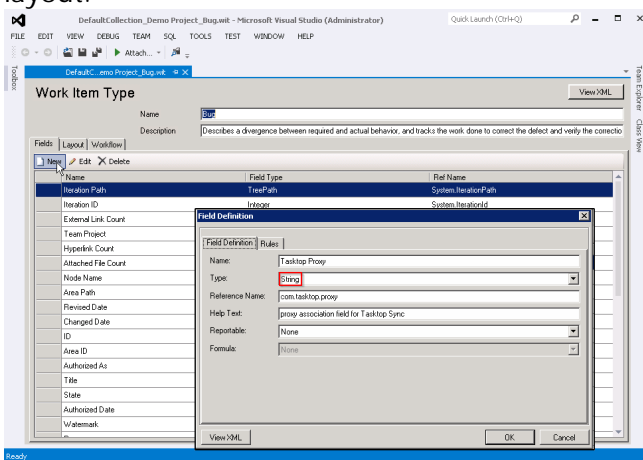 layout.
DefaultCollection_Demo Project_Bug.wit - Microsoft Visual Studio (Administrator)
Quick Launch (Ctrl+Q)
FILE EDIT VIEW DEBUG TEAM SQL TOOLS TEST WINDOW HELP
Attach...
Toolbox
DefaultC...emo Project_Bug.wit
Team Explorer Class View
Work Item Type
View XML
Name Bug
Description Describes a divergence between required and actual behavior, and tracks the work done to correct the defect and verify the correctio
Fields Layout Workflow
New Edit Delete
Name Field Type Ref Name
Iteration Path TreePath System.IterationPath
Iteration ID Integer System.IterationId
External Link Count
Team Project
Hyperlink Count
Attached File Count
Node Name
Area Path
Revised Date
Changed Date
ID
Area ID
Authorized As
Title
State
Authorized Date
Watermark
Field Definition
Field Definition Rules
Name: Tasktop Proxy
Type: String
Reference Name: com.tasktop.proxy
Help Text: proxy association field for Tasktop Sync
Reportable: None
Formula: None
View XML OK Cancel
Ready